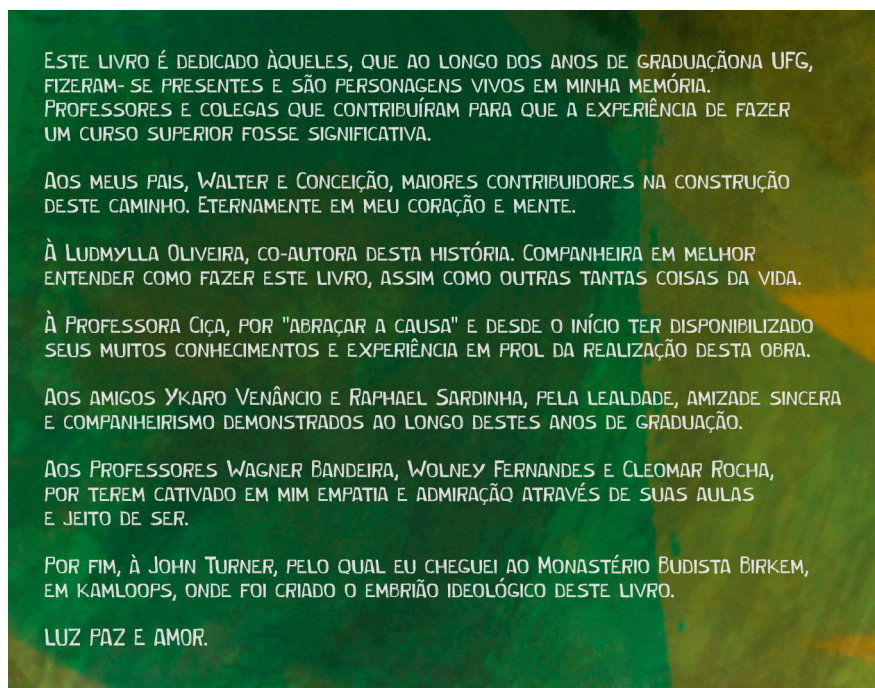 Este livro é dedicado àqueles, que ao longo dos anos de graduaçãona UFG,
fizeram- se presentes e são personagens vivos em minha memória.
Professores e colegas que contribuíram para que a experiência de fazer
um curso superior fosse significativa.
Aos meus pais, Walter e Conceição, maiores contribuidores na construção
deste caminho. Eternamente em meu coração e mente.
À Ludmylla Oliveira, co-autora desta história. Companheira em melhor
entender como fazer este livro, assim como outras tantas coisas da vida.
À Professora Ciça, por "abraçar a causa" e desde o início ter disponibilizado
seus muitos conhecimentos e experiência em prol da realização desta obra.
Aos amigos Ykaro Venâncio e Raphael Sardinha, pela lealdade, amizade sincera
e companheirismo demonstrados ao longo destes anos de graduação.
Aos Professores Wagner Bandeira, Wolney Fernandes e Cleomar Rocha,
por terem cativado em mim empatia e admiração através de suas aulas
e jeito de ser.
Por fim, à John Turner, pelo qual eu cheguei ao Monastério Budista Birkem,
em kamloops, onde foi criado o embrião ideológico deste livro.
LUZ PAZ E AMOR.